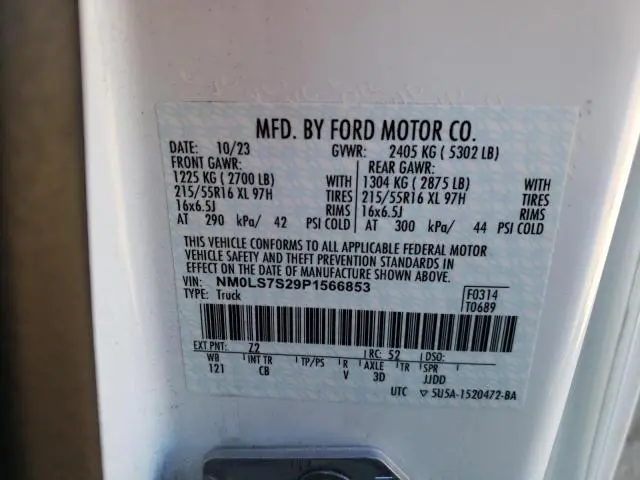 MFD. BY FORD MOTOR CO.
DATE: 10/23 GVWR: 2405 KG ( 5302 LB)
FRONT GAWR: REAR GAWR:
1225 KG ( 2700 LB) WITH 1304 KG ( 2875 LB) WITH
215/55R16 XL 97H TIRES 215/55R16 XL 97H TIRES
16x6.5J RIMS 16x6.5J RIMS
AT 290 kPa/ 42 PSI COLD AT 300 kPa/ 44 PSI COLD
THIS VEHICLE CONFORMS TO ALL APPLICABLE FEDERAL MOTOR
VEHICLE SAFETY AND THEFT PREVENTION STANDARDS IN
EFFECT ON THE DATE OF MANUFACTURE SHOWN ABOVE.
VIN: NM0LS7S29P1566853 F0314
TYPE: Truck T0689
EXT PNT: Z2 RC: 52 DSO:
WB INT TR TP/PS R AXLE TR SPR
121 CB V 3D JJDD
UTC ▽ 5U5A-1520472-BA